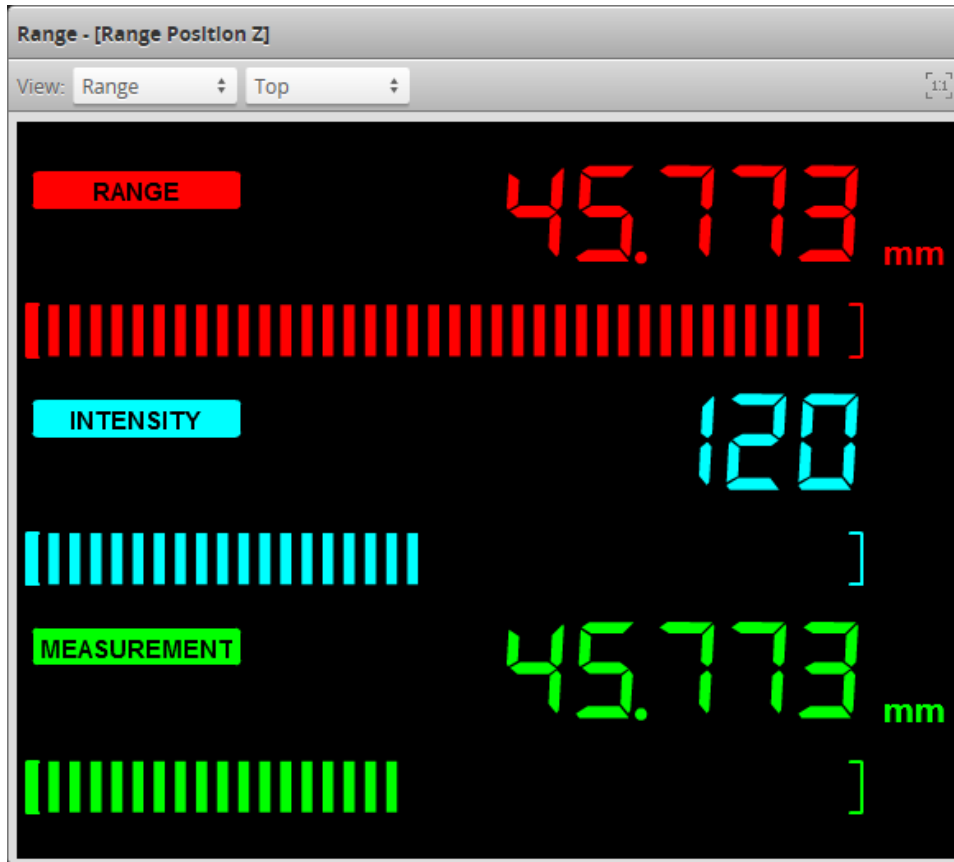 Range - [Range Position Z]
View: Range Top 1:1
RANGE 45.773 mm
INTENSITY 120
MEASUREMENT 45.773 mm